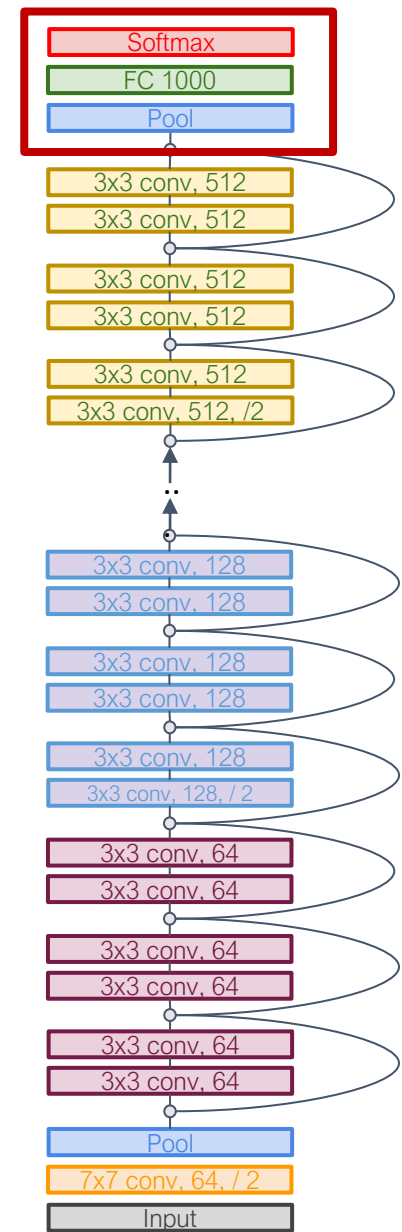 Softmax
FC 1000
Pool
3x3 conv, 512
3x3 conv, 512
3x3 conv, 512
3x3 conv, 512
3x3 conv, 512
3x3 conv, 512, /2
...
3x3 conv, 128
3x3 conv, 128
3x3 conv, 128
3x3 conv, 128
3x3 conv, 128
3x3 conv, 128, / 2
3x3 conv, 64
3x3 conv, 64
3x3 conv, 64
3x3 conv, 64
3x3 conv, 64
3x3 conv, 64
Pool
7x7 conv, 64, / 2
Input